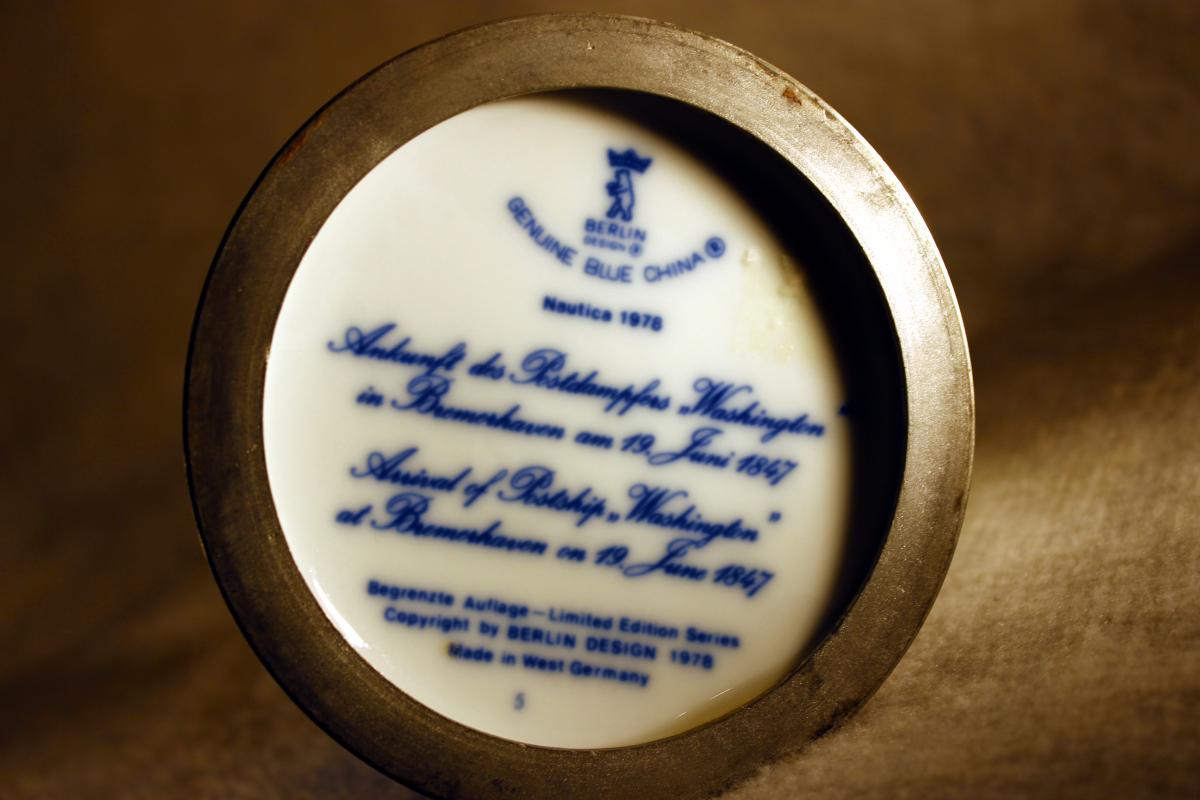 BERLIN
DESIGN ®
GENUINE BLUE CHINA ®
Nautica 1978
Ankunft des Postdampfers „Washington“
in Bremerhaven am 19. Juni 1847
Arrival of Postship „Washington”
at Bremerhaven on 19. June 1847
Begrenzte Auflage — Limited Edition Series
Copyright by BERLIN DESIGN 1978
Made in West Germany
5